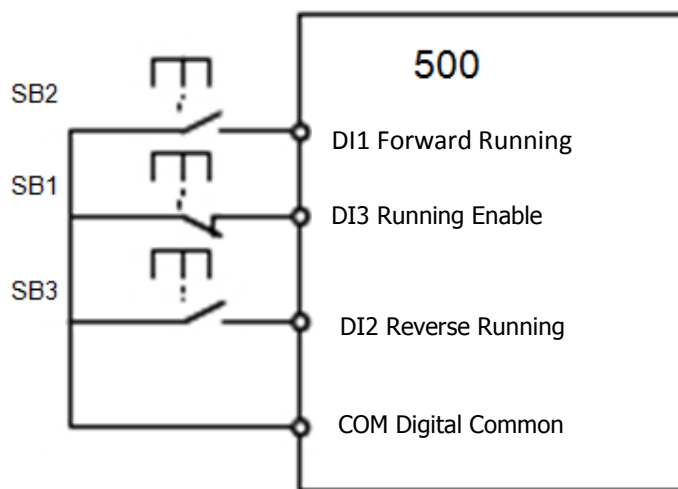 500
SB2
DI1 Forward Running
SB1
DI3 Running Enable
SB3
DI2 Reverse Running
COM Digital Common